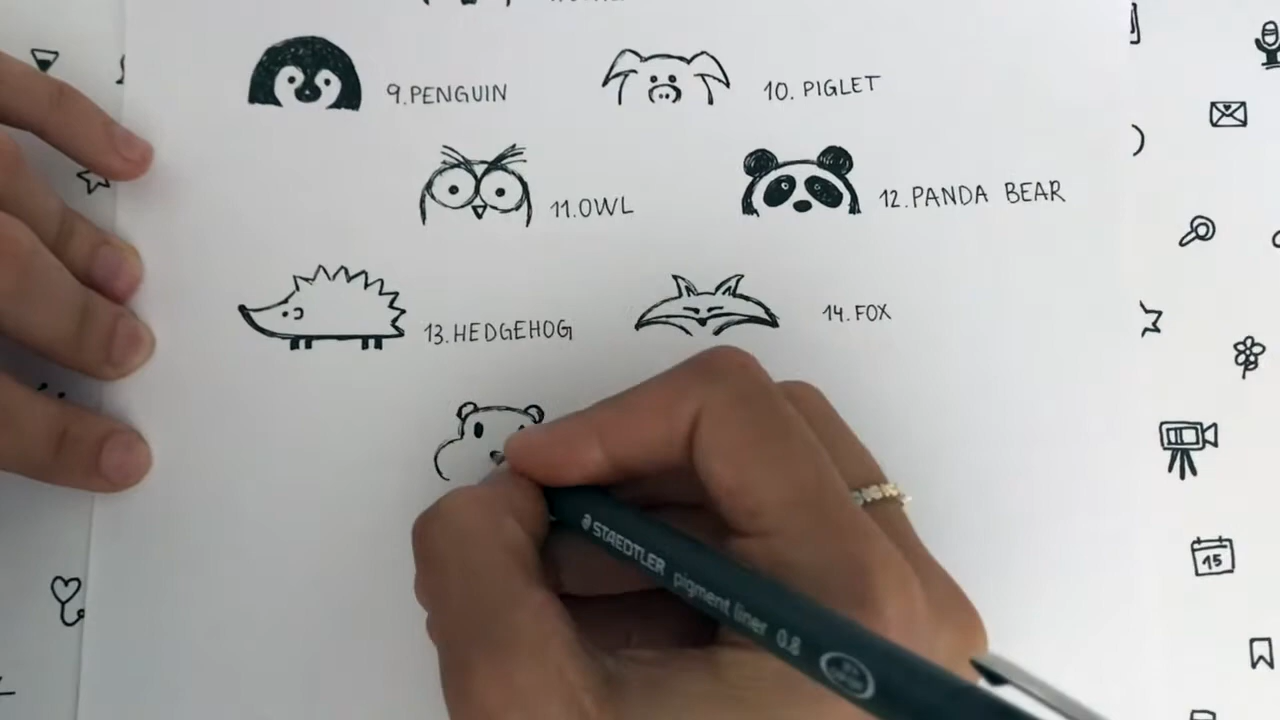 9. PENGUIN
10. PIGLET
11. OWL
12. PANDA BEAR
13. HEDGEHOG
14. FOX
STAEDTLER pigment liner 0.8
15